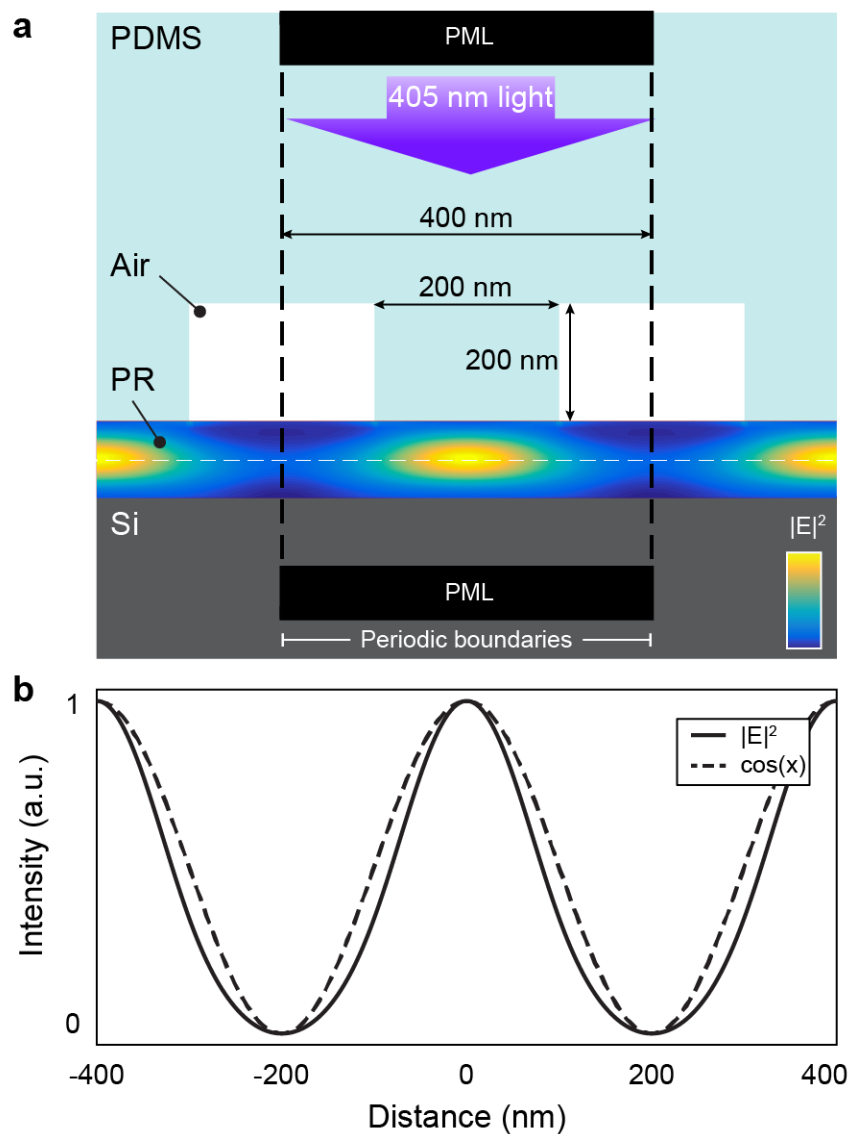 a
PDMS
PML
405 nm light
400 nm
Air
200 nm
200 nm
PR
Si
|E|²
PML
Periodic boundaries
b
1
|E|²
cos(x)
Intensity (a.u.)
0
-400
-200
0
200
400
Distance (nm)